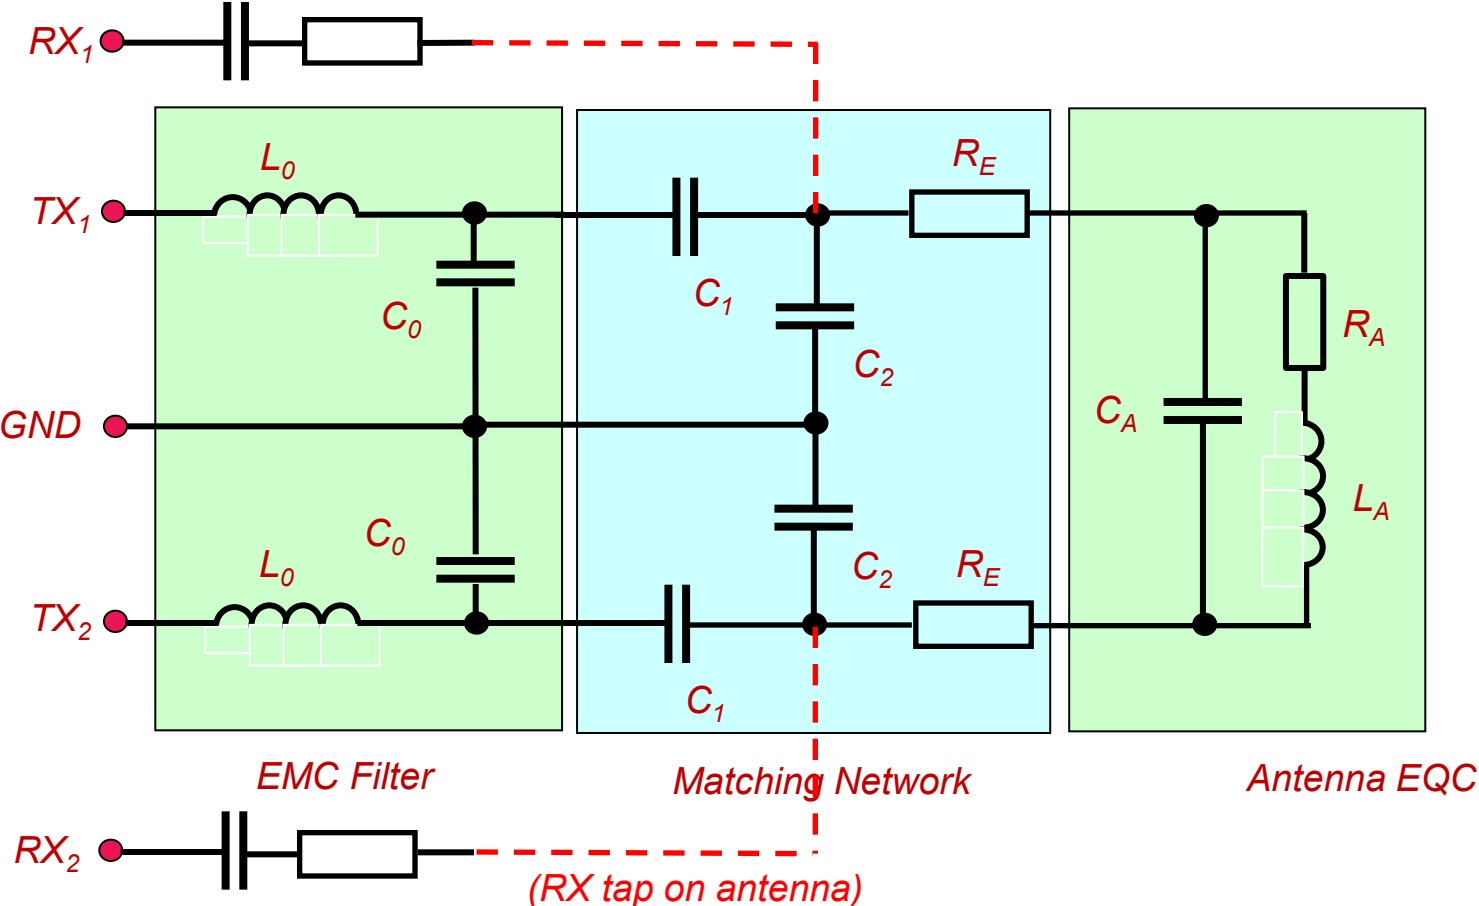 RX1
L0
RE
TX1
C1
C0
RA
C2
GND
CA
LA
C0
L0
C2
RE
TX2
C1
EMC Filter
Matching Network
Antenna EQC
RX2
(RX tap on antenna)